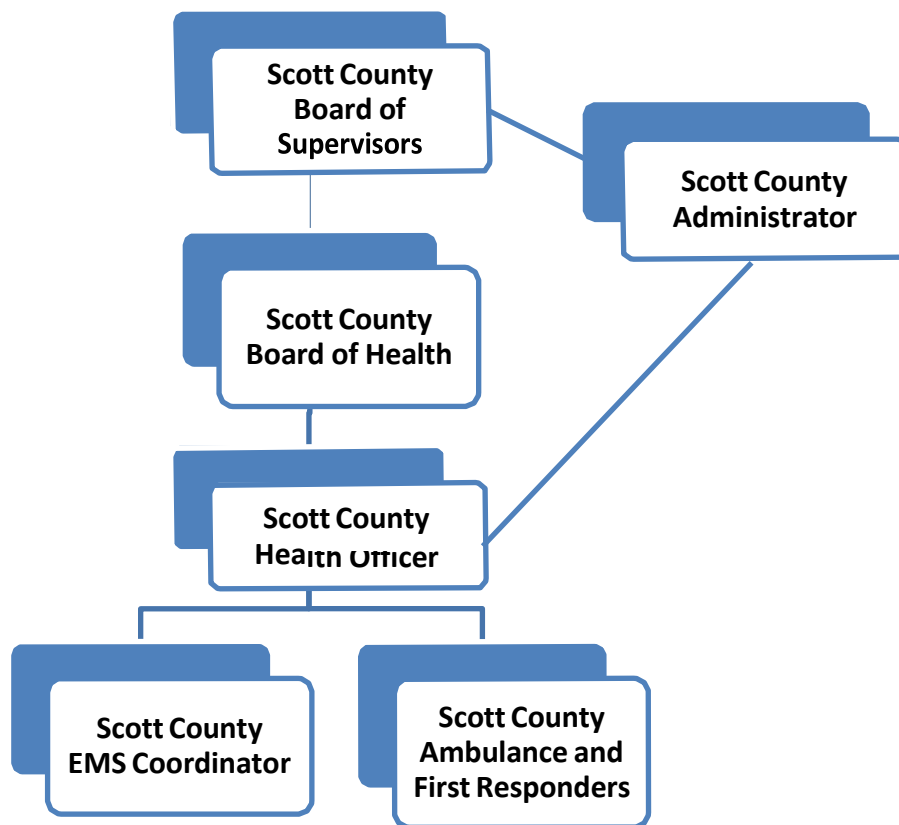 Scott County
Board of
Supervisors
Scott County
Administrator
Scott County
Board of Health
Scott County
Health Officer
Scott County
EMS Coordinator
Scott County
Ambulance and
First Responders